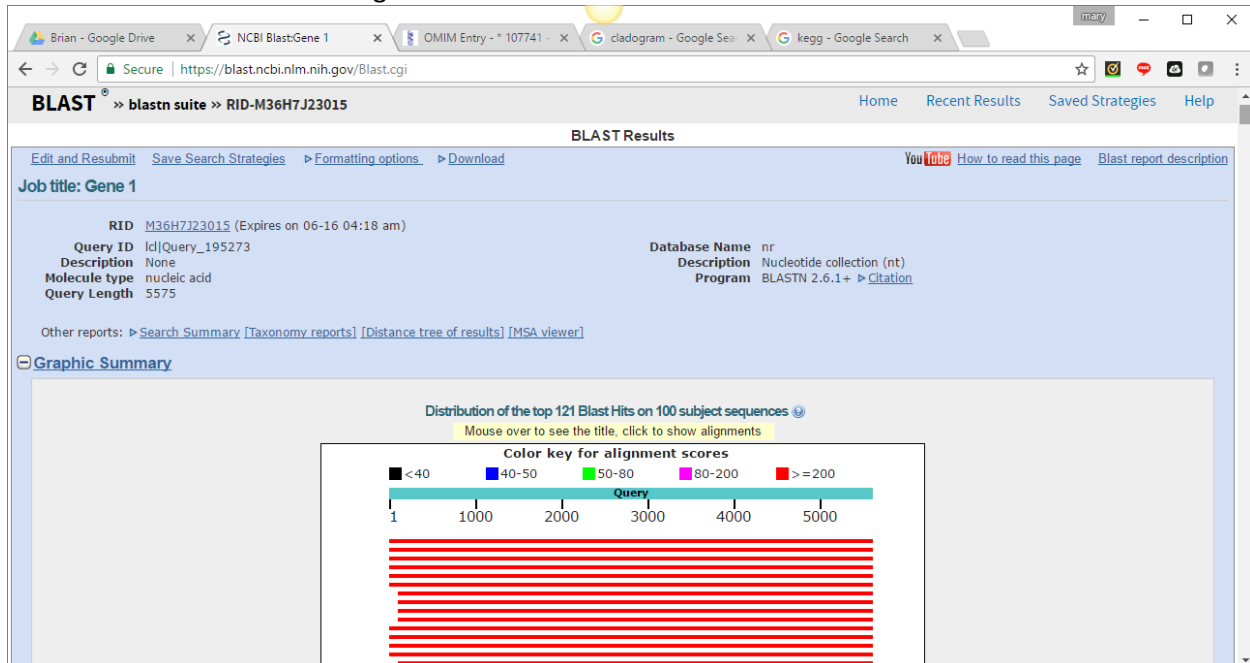 mary
Brian - Google Drive
NCBI Blast:Gene 1
OMIM Entry - * 107741 -
cladogram - Google Sea
kegg - Google Search
Secure | https://blast.ncbi.nlm.nih.gov/Blast.cgi
BLAST ® » blastn suite » RID-M36H7J23015
Home Recent Results Saved Strategies Help
BLAST Results
Edit and Resubmit Save Search Strategies Formatting options Download
YouTube How to read this page Blast report description
Job title: Gene 1
RID M36H7J23015 (Expires on 06-16 04:18 am)
Query ID lcl|Query_195273
Description None
Molecule type nucleic acid
Query Length 5575
Database Name nr
Description Nucleotide collection (nt)
Program BLASTN 2.6.1+ Citation
Other reports: Search Summary [Taxonomy reports] [Distance tree of results] [MSA viewer]
Graphic Summary
Distribution of the top 121 Blast Hits on 100 subject sequences
Mouse over to see the title, click to show alignments
Color key for alignment scores
<40 40-50 50-80 80-200 >=200
Query
1 1000 2000 3000 4000 5000